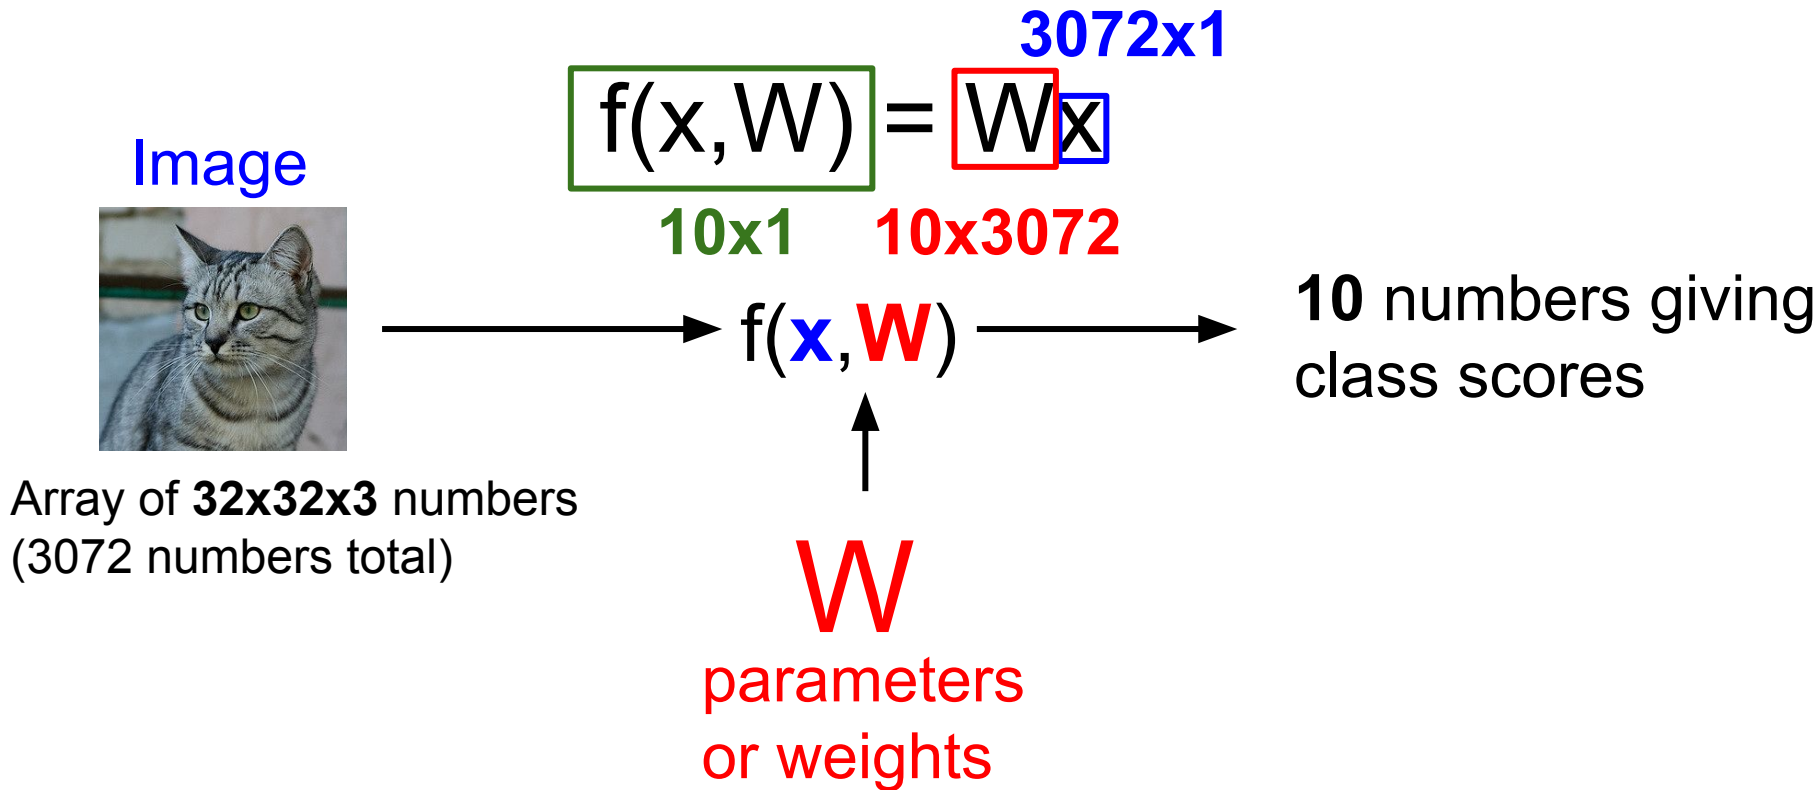 3072x1
f(x,W) = Wx
Image
10x1 10x3072
f(x,W)
10 numbers giving
class scores
Array of 32x32x3 numbers
(3072 numbers total)
W
parameters
or weights